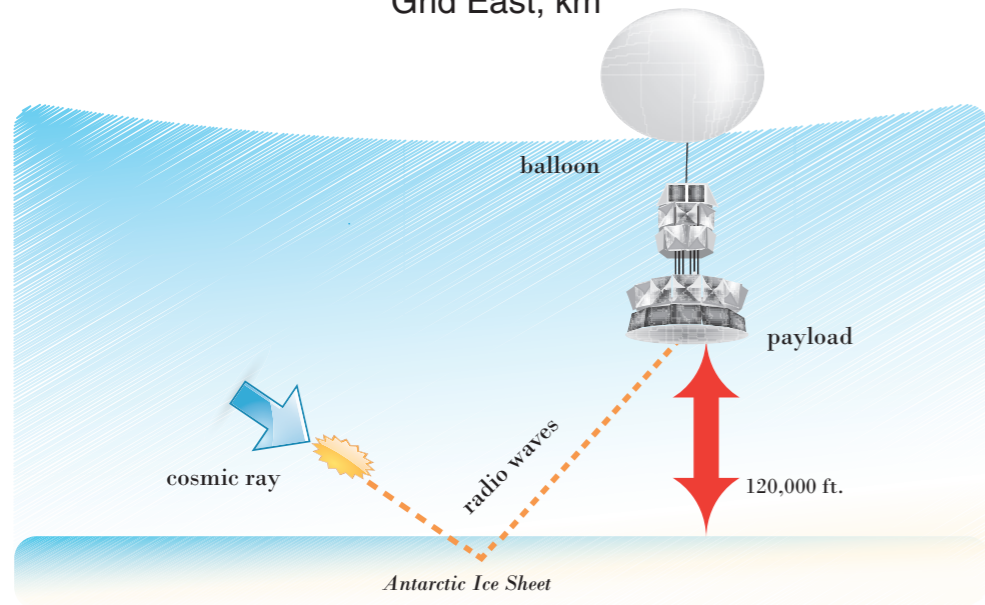 Grid East, km
balloon
payload
radio waves
cosmic ray
120,000 ft.
Antarctic Ice Sheet